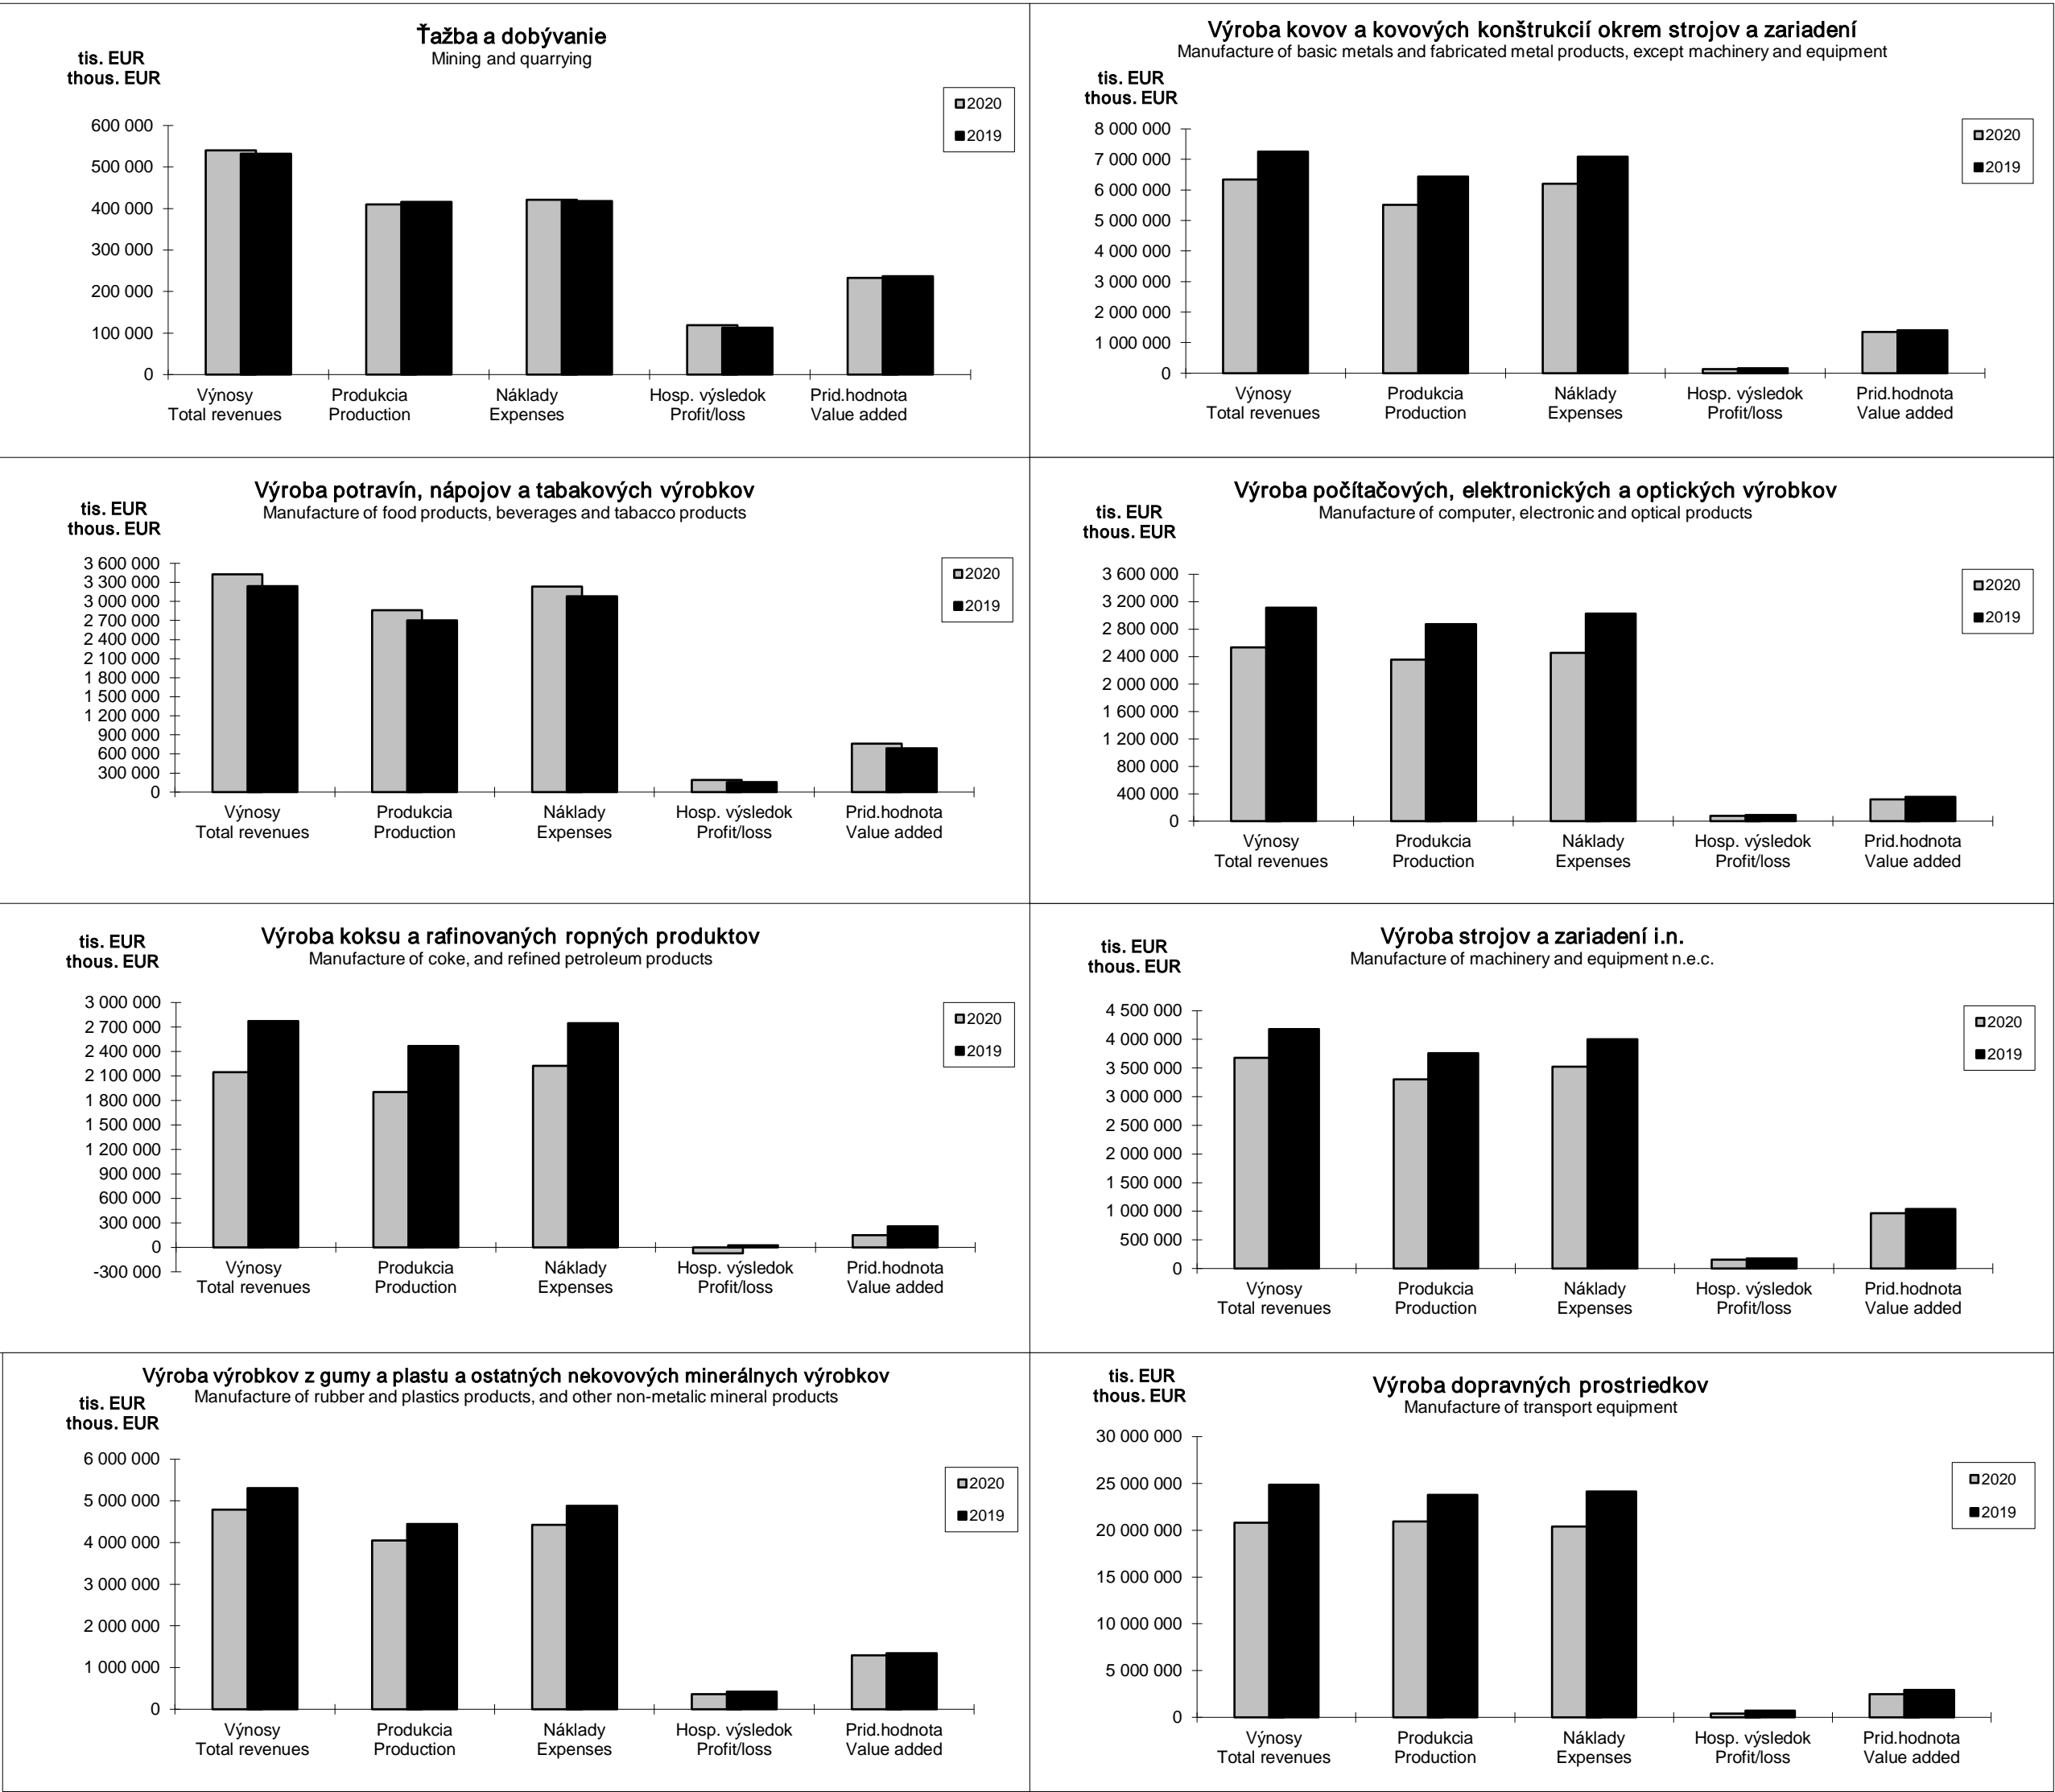 Ťažba a dobývanie
Mining and quarrying
tis. EUR
thous. EUR
2020
2019
600 000
500 000
400 000
300 000
200 000
100 000
0
Výnosy Produkcia Náklady Hosp. výsledok Prid.hodnota
Total revenues Production Expenses Profit/loss Value added
Výroba kovov a kovových konštrukcií okrem strojov a zariadení
Manufacture of basic metals and fabricated metal products, except machinery and equipment
tis. EUR
thous. EUR
2020
2019
8 000 000
7 000 000
6 000 000
5 000 000
4 000 000
3 000 000
2 000 000
1 000 000
0
Výnosy Produkcia Náklady Hosp. výsledok Prid.hodnota
Total revenues Production Expenses Profit/loss Value added
Výroba potravín, nápojov a tabakových výrobkov
Manufacture of food products, beverages and tabacco products
tis. EUR
thous. EUR
2020
2019
3 600 000
3 300 000
3 000 000
2 700 000
2 400 000
2 100 000
1 800 000
1 500 000
1 200 000
900 000
600 000
300 000
0
Výnosy Produkcia Náklady Hosp. výsledok Prid.hodnota
Total revenues Production Expenses Profit/loss Value added
Výroba počítačových, elektronických a optických výrobkov
Manufacture of computer, electronic and optical products
tis. EUR
thous. EUR
2020
2019
3 600 000
3 200 000
2 800 000
2 400 000
2 000 000
1 600 000
1 200 000
800 000
400 000
0
Výnosy Produkcia Náklady Hosp. výsledok Prid.hodnota
Total revenues Production Expenses Profit/loss Value added
Výroba koksu a rafinovaných ropných produktov
Manufacture of coke, and refined petroleum products
tis. EUR
thous. EUR
2020
2019
3 000 000
2 700 000
2 400 000
2 100 000
1 800 000
1 500 000
1 200 000
900 000
600 000
300 000
0
-300 000
Výnosy Produkcia Náklady Hosp. výsledok Prid.hodnota
Total revenues Production Expenses Profit/loss Value added
Výroba strojov a zariadení i.n.
Manufacture of machinery and equipment n.e.c.
tis. EUR
thous. EUR
2020
2019
4 500 000
4 000 000
3 500 000
3 000 000
2 500 000
2 000 000
1 500 000
1 000 000
500 000
0
Výnosy Produkcia Náklady Hosp. výsledok Prid.hodnota
Total revenues Production Expenses Profit/loss Value added
Výroba výrobkov z gumy a plastu a ostatných nekovových minerálnych výrobkov
Manufacture of rubber and plastics products, and other non-metalic mineral products
tis. EUR
thous. EUR
2020
2019
6 000 000
5 000 000
4 000 000
3 000 000
2 000 000
1 000 000
0
Výnosy Produkcia Náklady Hosp. výsledok Prid.hodnota
Total revenues Production Expenses Profit/loss Value added
Výroba dopravných prostriedkov
Manufacture of transport equipment
tis. EUR
thous. EUR
2020
2019
30 000 000
25 000 000
20 000 000
15 000 000
10 000 000
5 000 000
0
Výnosy Produkcia Náklady Hosp. výsledok Prid.hodnota
Total revenues Production Expenses Profit/loss Value added